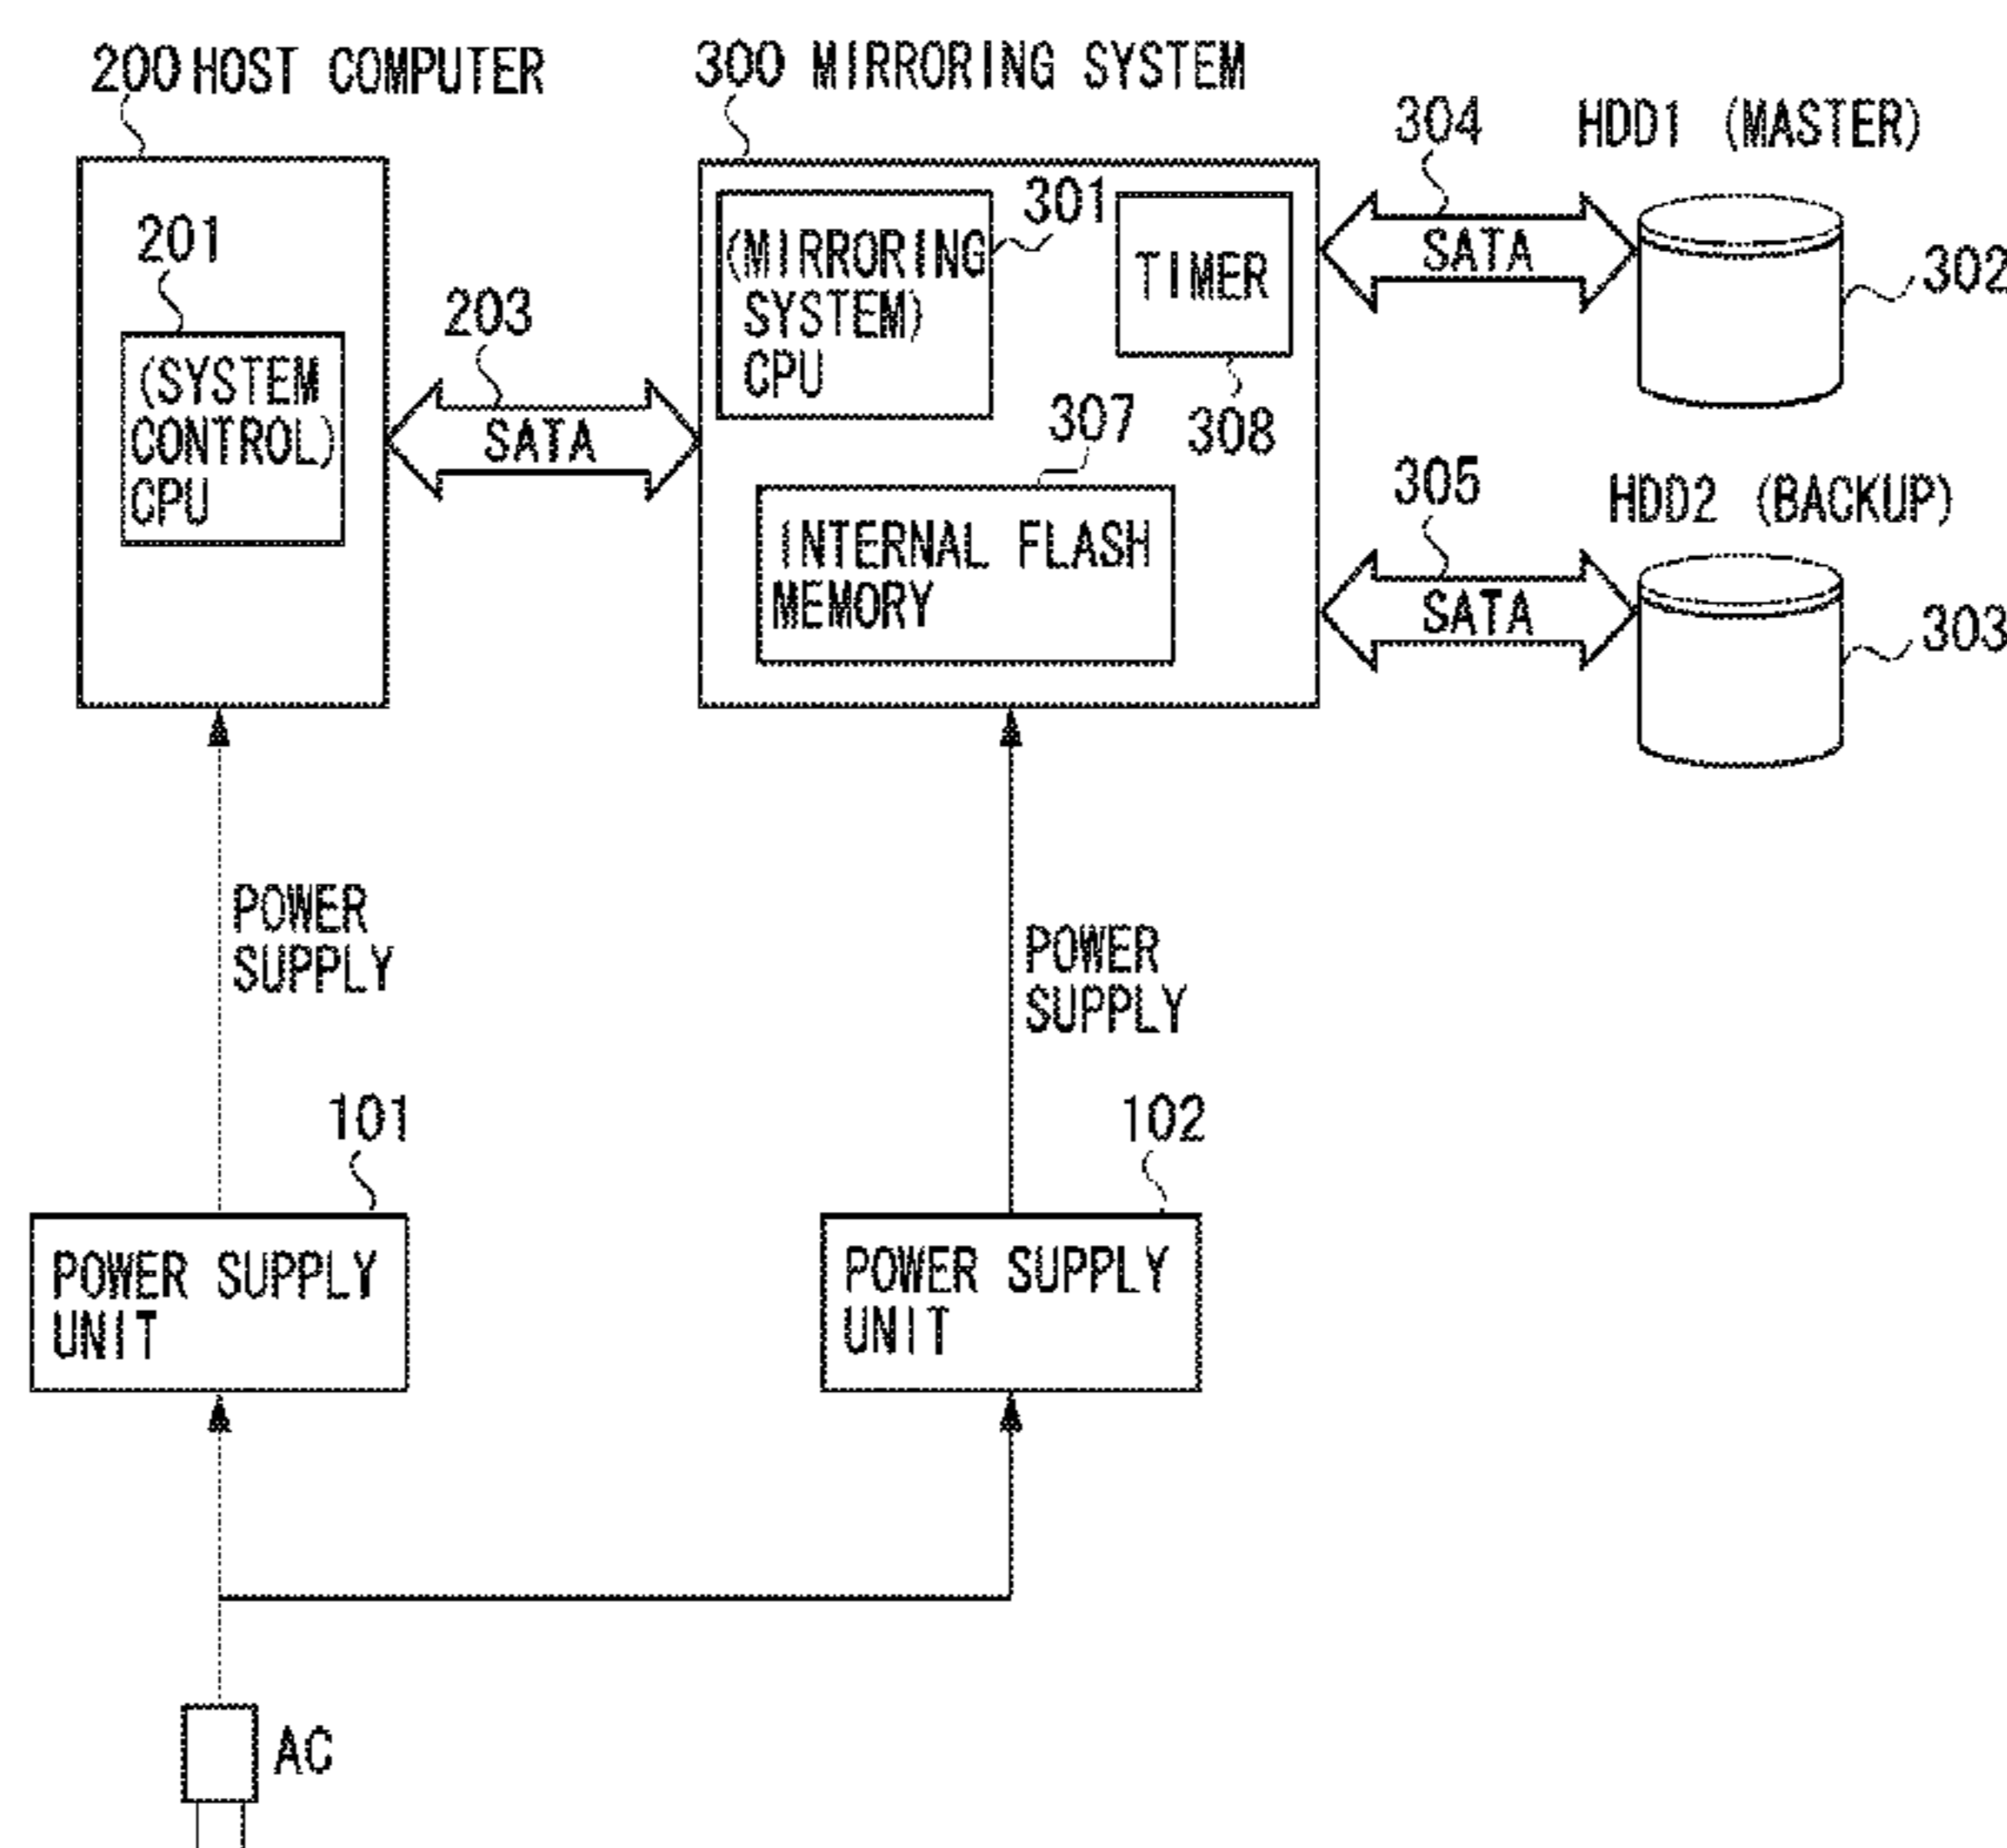 200 HOST COMPUTER
300 MIRRORING SYSTEM
304
HDD1 (MASTER)
201
301
203
(MIRRORING
SYSTEM)
CPU
TIMER
SATA
302
(SYSTEM
CONTROL)
CPU
SATA
307
308
305
HDD2 (BACKUP)
INTERNAL FLASH
MEMORY
SATA
303
POWER
SUPPLY
POWER
SUPPLY
101
102
POWER SUPPLY
UNIT
POWER SUPPLY
UNIT
AC